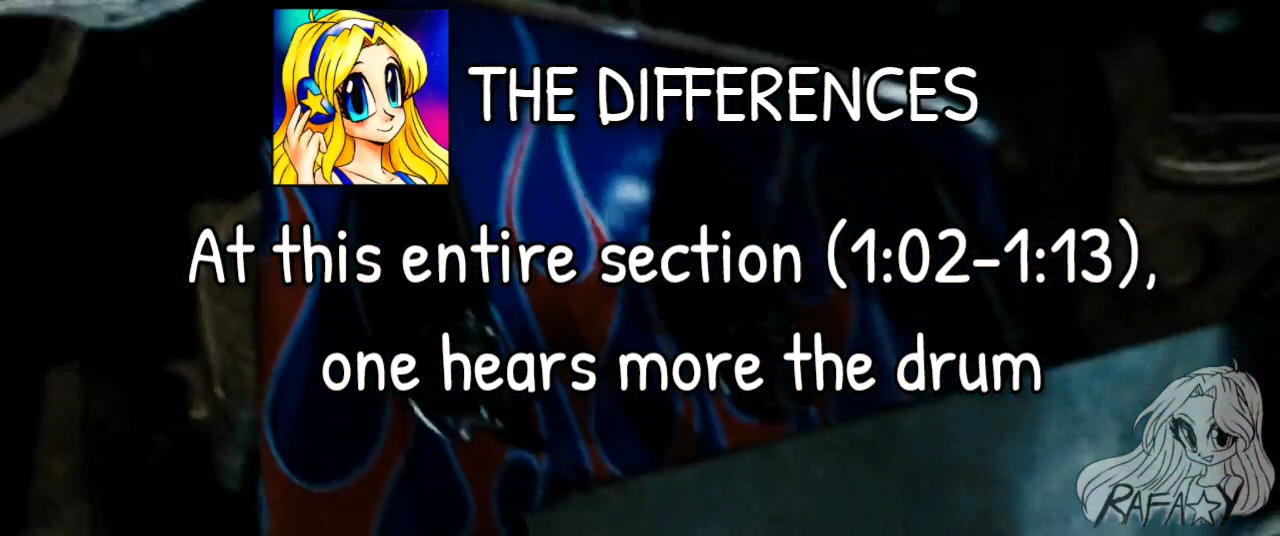 THE DIFFERENCES
At this entire section (1:02-1:13),
one hears more the drum
RAFA☆Y